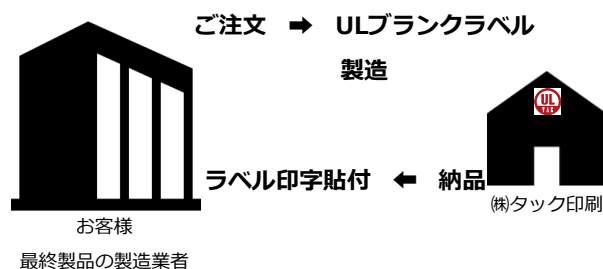 ご注文 ➡ ULブランクラベル
製造
UL
TAC
ラベル印字貼付 ⬅ 納品
㈱タック印刷
お客様
最終製品の製造業者